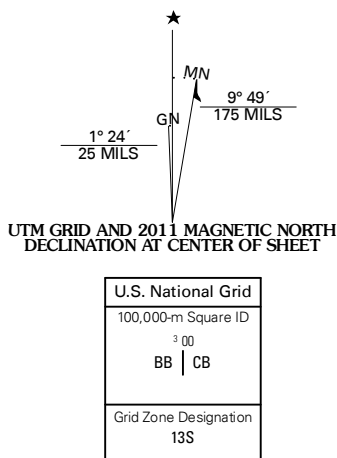 ★
MN
GN
9° 49´
175 MILS
1° 24´
25 MILS
UTM GRID AND 2011 MAGNETIC NORTH
DECLINATION AT CENTER OF SHEET
U.S. National Grid
100,000-m Square ID
³ 00
BB | CB
Grid Zone Designation
13S